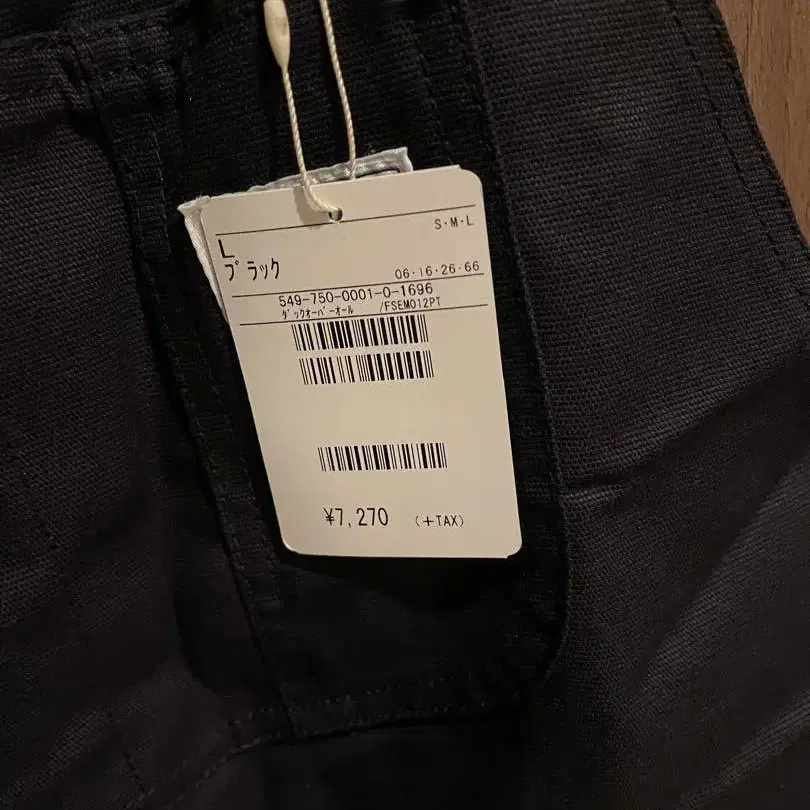 S・M・L
L
ブラック
06・16・26・66
549-750-0001-0-1696
ダックオーバーオール /FSEM012PT
¥7,270 (+TAX)